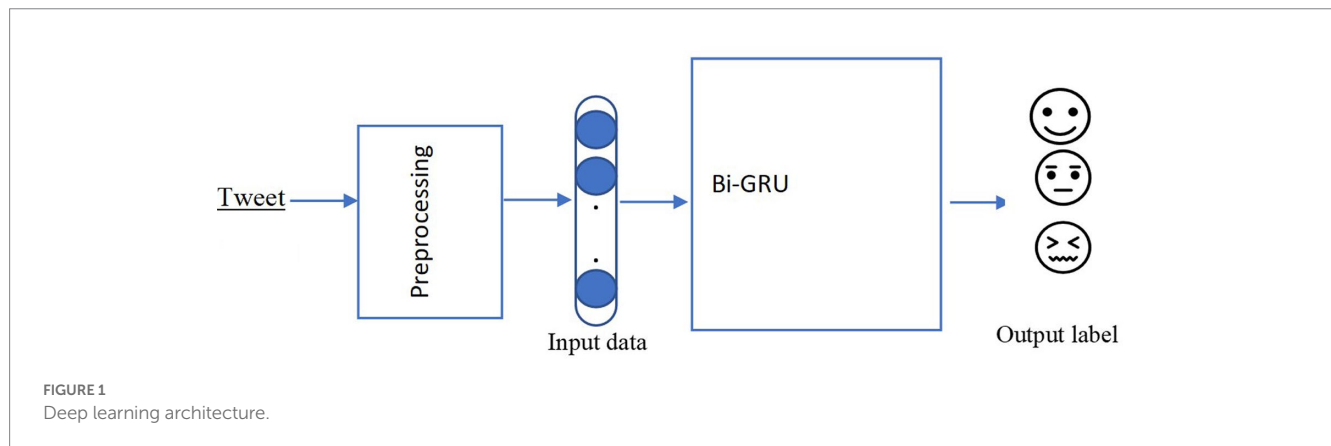 Tweet
Preprocessing
Input data
Bi-GRU
Output label
FIGURE 1
Deep learning architecture.